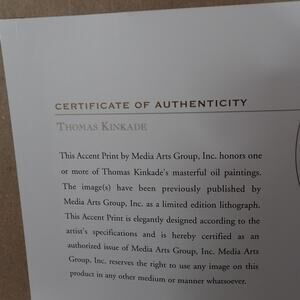 CERTIFICATE OF AUTHENTICITY
THOMAS KINKADE
This Accent Print by Media Arts Group, Inc. honors one
or more of Thomas Kinkade's masterful oil paintings.
The image(s) have been previously published by
Media Arts Group, Inc. as a limited edition lithograph.
This Accent Print is elegantly designed according to the
artist's specifications and is hereby certified as an
authorized issue of Media Arts Group, Inc. Media Arts
Group, Inc. reserves the right to use any image on this
product in any other medium or manner whatsoever.